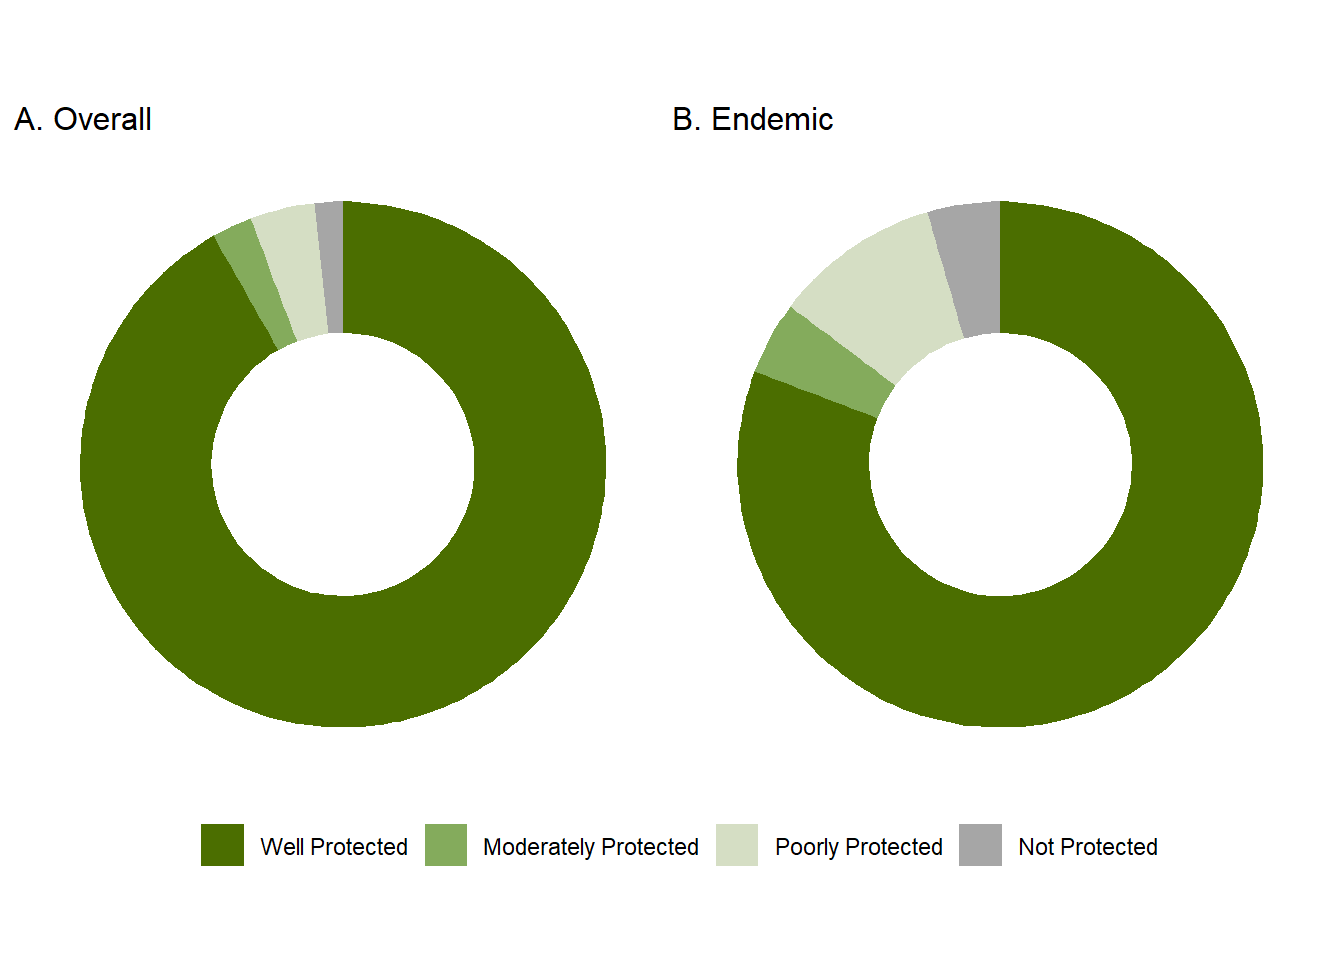 A. Overall
B. Endemic
Well Protected
Moderately Protected
Poorly Protected
Not Protected